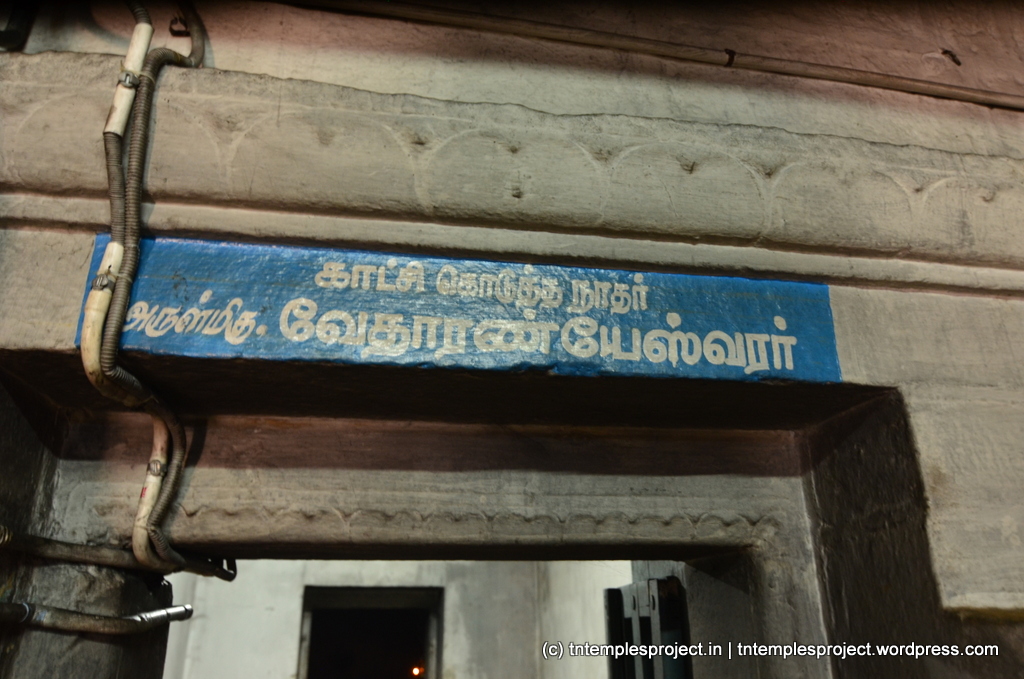 காட்சி கொடுத்த நாதர்
அருள்மிகு. வேதாரண்யேஸ்வரர்
(c) tntemplesproject.in | tntemplesproject.wordpress.com